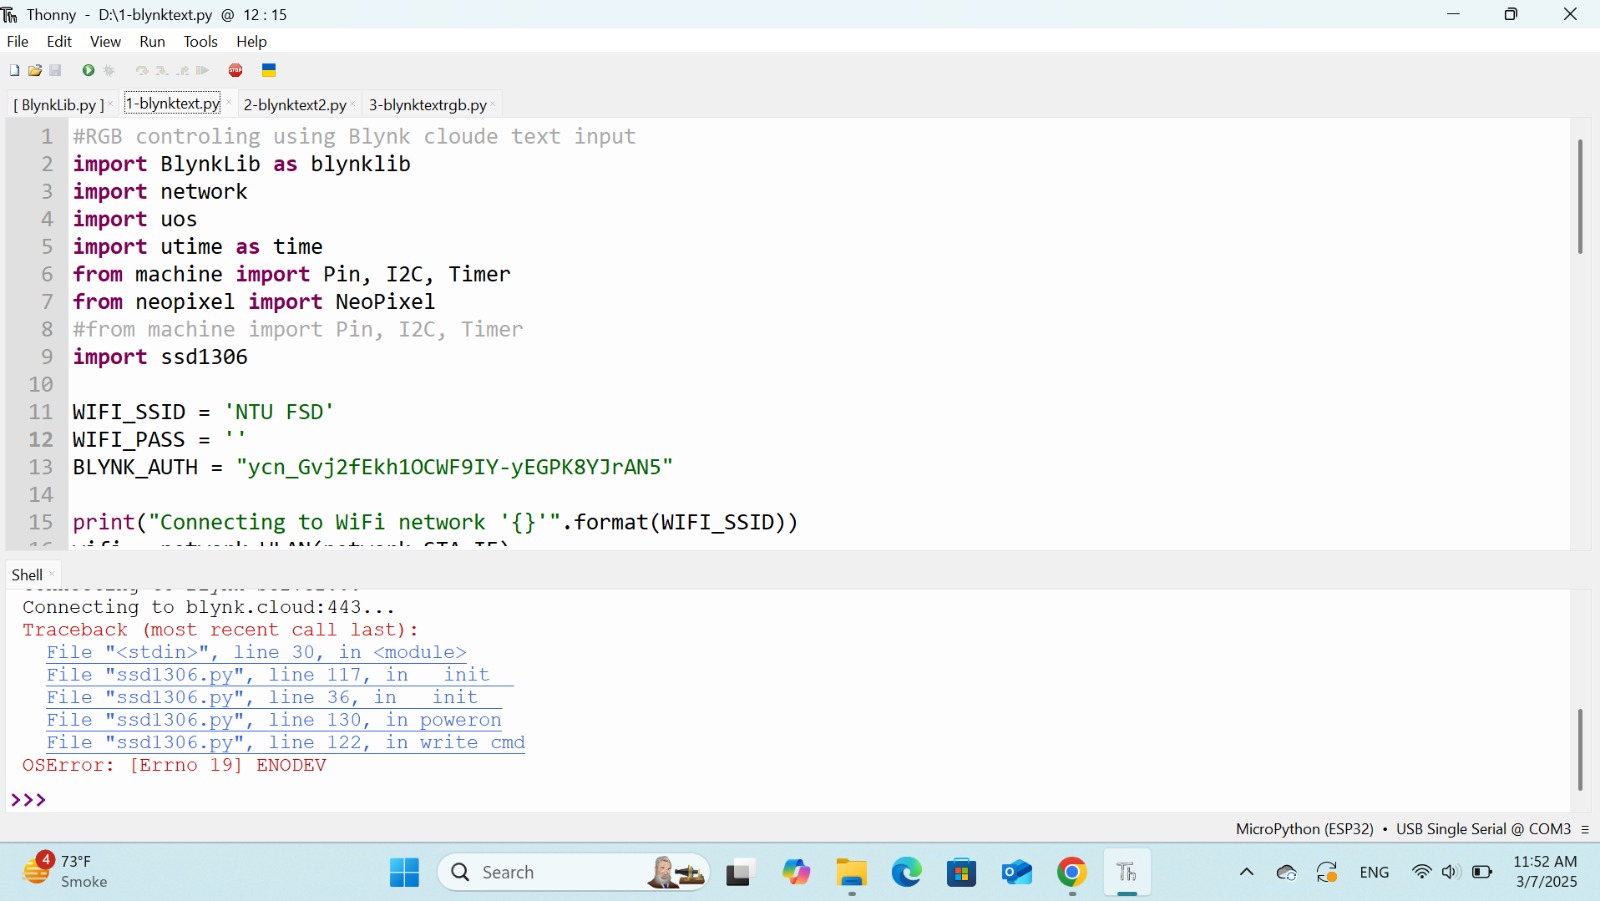 Thonny - D:\1-blynktext.py @ 12 : 15
File Edit View Run Tools Help
STOP
[ BlynkLib.py ] 1-blynktext.py 2-blynktext2.py 3-blynktextrgb.py
1 #RGB controling using Blynk cloude text input
2 import BlynkLib as blynklib
3 import network
4 import uos
5 import utime as time
6 from machine import Pin, I2C, Timer
7 from neopixel import NeoPixel
8 #from machine import Pin, I2C, Timer
9 import ssd1306
10
11 WIFI_SSID = 'NTU FSD'
12 WIFI_PASS = ''
13 BLYNK_AUTH = "ycn_Gvj2fEkh1OCWF9IY-yEGPK8YJrAN5"
14
15 print("Connecting to WiFi network '{}'".format(WIFI_SSID))
Shell
Connecting to blynk.cloud:443...
Traceback (most recent call last):
File "<stdin>", line 30, in <module>
File "ssd1306.py", line 117, in __init__
File "ssd1306.py", line 36, in __init__
File "ssd1306.py", line 130, in poweron
File "ssd1306.py", line 122, in write_cmd
OSError: [Errno 19] ENODEV
>>>
MicroPython (ESP32) • USB Single Serial @ COM3 ≡
4 73°F
Smoke
Search
Th
ENG
11:52 AM
3/7/2025